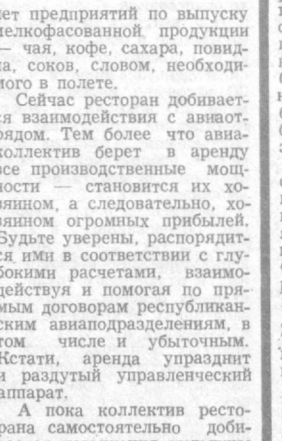 лет предприятий по выпуску
мелкофасованной продукции
— чая, кофе, сахара, повид-
ла, соков, словом, необходи-
мого в полете.
Сейчас ресторан добивает-
ся взаимодействия с авиаот-
рядом. Тем более что авиа-
коллектив берет в аренду
все производственные мощ-
ности — становится их хо-
зяином, а следовательно, хо-
зяином огромных прибылей.
Будьте уверены, распорядит-
ся ими в соответствии с глу-
бокими расчетами, взаимо-
действуя и помогая по пря-
мым договорам республикан-
ским авиаподразделениям, в
том числе и убыточным.
Кстати, аренда упразднит
и раздутый управленческий
аппарат.
А пока коллектив ресто-
рана самостоятельно доби-